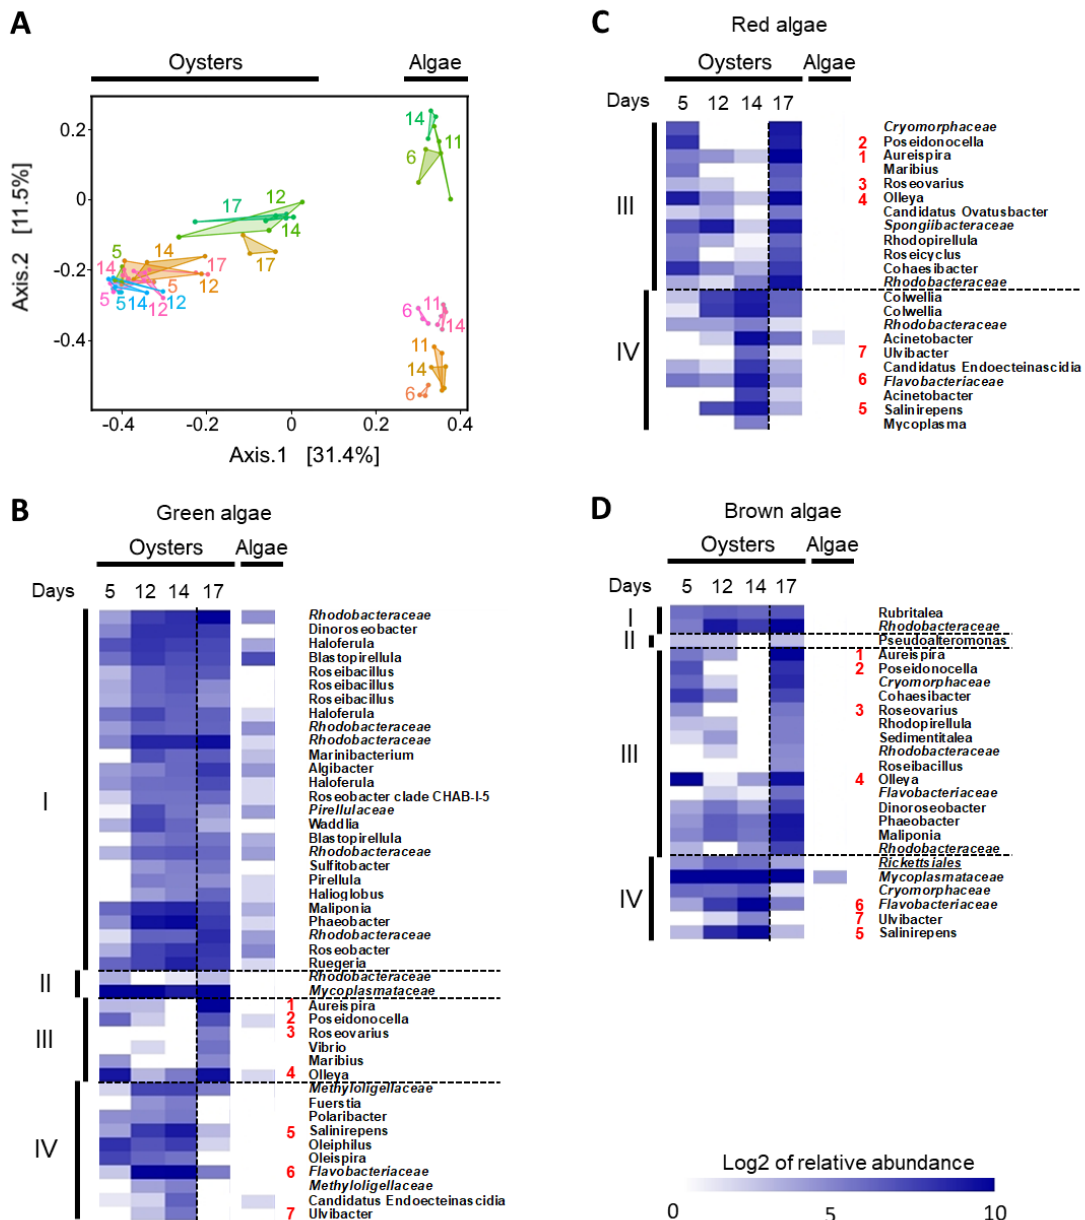 A
Oysters
Algae
0.2
0
-0.2
-0.4
Axis.2 [11.5%]
14
11
6
12
17
14
5
14
14
17
17
5
12
5
5
14
12
12
6
11
14
11
14
6
-0.4
-0.2
0
0.2
0.4
Axis.1 [31.4%]
B
Green algae
Oysters
Algae
Days
5
12
14
17
I
Rhodobacteraceae
Dinoroseobacter
Haloferula
Blastopirellula
Roseibacillus
Roseibacillus
Roseibacillus
Haloferula
Rhodobacteraceae
Rhodobacteraceae
Marinibacterium
Algibacter
Haloferula
Roseobacter clade CHAB-I-5
Pirellulaceae
Waddlia
Blastopirellula
Rhodobacteraceae
Sulfitobacter
Pirellula
Halioglobus
Maliponia
Phaeobacter
Rhodobacteraceae
Roseobacter
Ruegeria
II
Rhodobacteraceae
Mycoplasmataceae
III
1 Aureispira
2 Poseidonocella
3 Roseovarius
Vibrio
Maribius
4 Olleya
IV
Methyloligellaceae
Fuerstia
Polaribacter
5 Salinirepens
Oleiphilus
Oleispira
6 Flavobacteriaceae
Methyloligellaceae
Candidatus Endoecteinascidia
7 Ulvibacter
C
Red algae
Oysters
Algae
Days
5
12
14
17
III
Cryomorphaceae
2 Poseidonocella
1 Aureispira
Maribius
3 Roseovarius
4 Olleya
Candidatus Ovatusbacter
Spongiibacteraceae
Rhodopirellula
Roseicyclus
Cohaesibacter
Rhodobacteraceae
IV
Colwellia
Colwellia
Rhodobacteraceae
Acinetobacter
7 Ulvibacter
Candidatus Endoecteinascidia
6 Flavobacteriaceae
Acinetobacter
5 Salinirepens
Mycoplasma
D
Brown algae
Oysters
Algae
Days
5
12
14
17
I
Rubritalea
Rhodobacteraceae
II
Pseudoalteromonas
III
1 Aureispira
2 Poseidonocella
Cryomorphaceae
Cohaesibacter
3 Roseovarius
Rhodopirellula
Sedimentitalea
Rhodobacteraceae
Roseibacillus
4 Olleya
Flavobacteriaceae
Dinoroseobacter
Phaeobacter
Maliponia
Rhodobacteraceae
IV
Rickettsiales
Mycoplasmataceae
Cryomorphaceae
6 Flavobacteriaceae
7 Ulvibacter
5 Salinirepens
Log2 of relative abundance
0
5
10